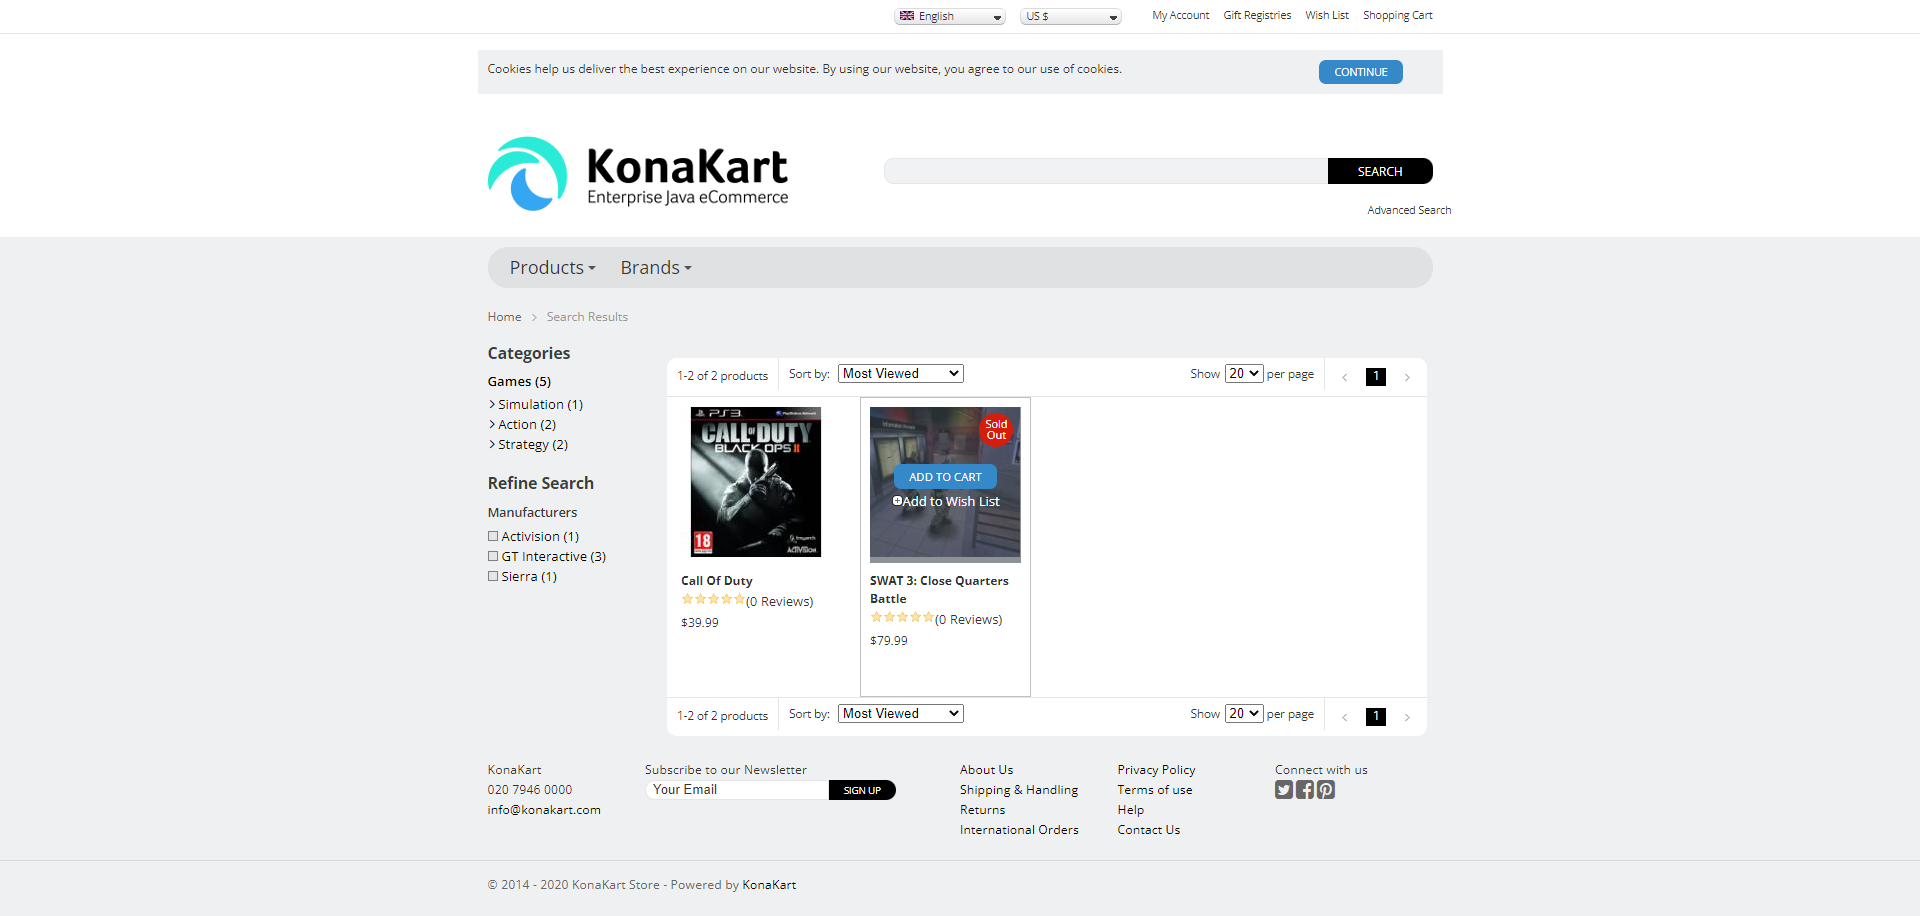 English
US $
My Account
Gift Registries
Wish List
Shopping Cart
Cookies help us deliver the best experience on our website. By using our website, you agree to our use of cookies.
CONTINUE
KonaKart
Enterprise Java eCommerce
SEARCH
Advanced Search
Products
Brands
Home
Search Results
Categories
Games (5)
Simulation (1)
Action (2)
Strategy (2)
Refine Search
Manufacturers
Activision (1)
GT Interactive (3)
Sierra (1)
1-2 of 2 products
Sort by:
Most Viewed
Show 20 per page
1
PS3
CALL OF DUTY
BLACK OPS II
18
ACTIVISION
Call Of Duty
(0 Reviews)
$39.99
Sold
Out
ADD TO CART
Add to Wish List
SWAT 3: Close Quarters
Battle
(0 Reviews)
$79.99
1-2 of 2 products
Sort by:
Most Viewed
Show 20 per page
1
KonaKart
020 7946 0000
info@konakart.com
Subscribe to our Newsletter
Your Email
SIGN UP
About Us
Shipping & Handling
Returns
International Orders
Privacy Policy
Terms of use
Help
Contact Us
Connect with us
© 2014 - 2020 KonaKart Store - Powered by KonaKart